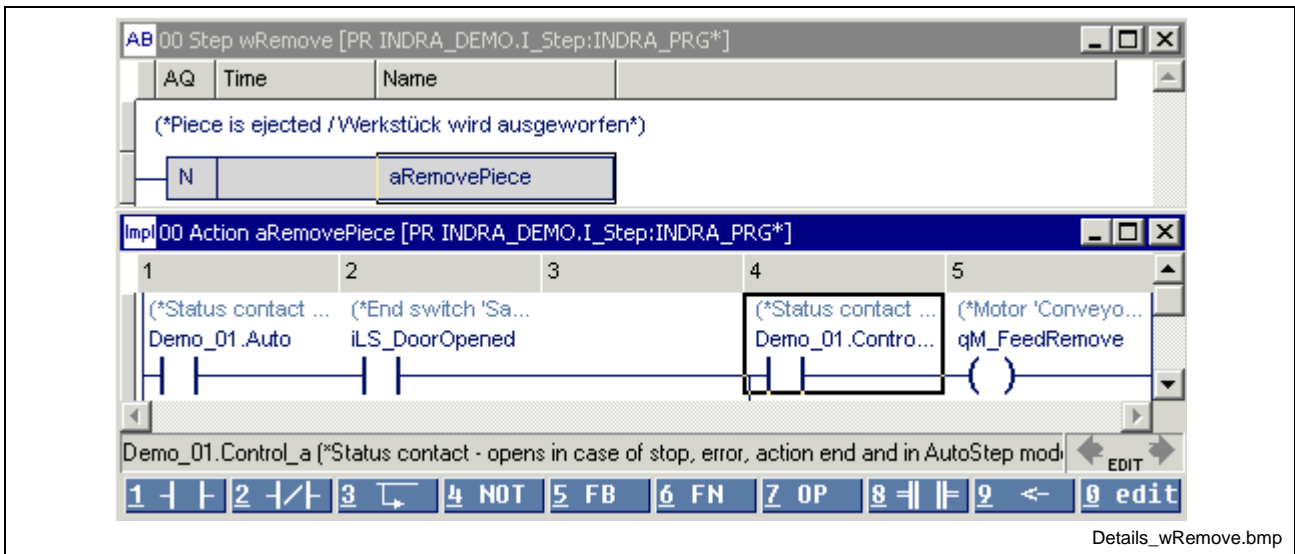 AB 00 Step wRemove [PR INDRA_DEMO.I_Step:INDRA_PRG*]
AQ Time Name
(*Piece is ejected / Werkstück wird ausgeworfen*)
N aRemovePiece
Impl 00 Action aRemovePiece [PR INDRA_DEMO.I_Step:INDRA_PRG*]
1 2 3 4 5
(*Status contact ... (*End switch 'Sa... (*Status contact ... (*Motor 'Conveyo...
Demo_01.Auto iLS_DoorOpened Demo_01.Contro... qM_FeedRemove
Demo_01.Control_a (*Status contact - opens in case of stop, error, action end and in AutoStep mod EDIT
1 2 3 4 NOT 5 FB 6 FN 7 OP 8 9 <- 0 edit
Details_wRemove.bmp